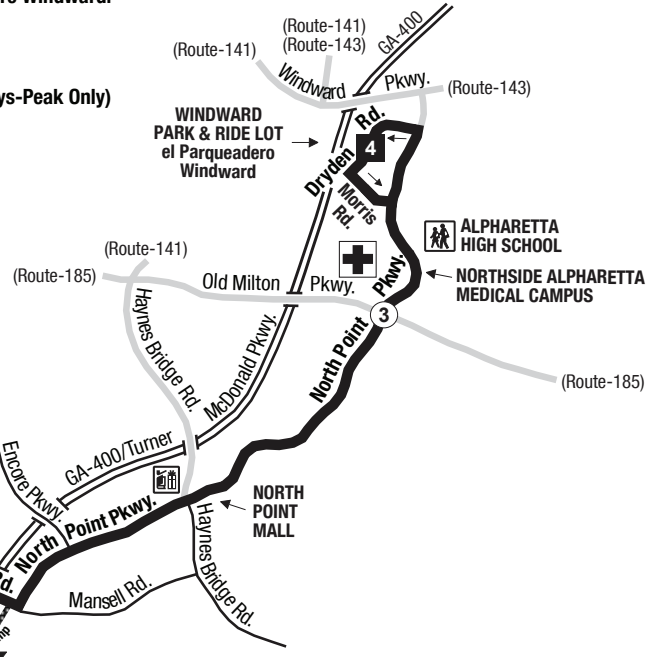 (Route-141)
(Route-143)
GA-400
(Route-141)
Windward Pkwy.
(Route-143)
ys-Peak Only)
WINDWARD
PARK & RIDE LOT
el Parqueadero
Windward
Dryden Rd.
4
Morris
Rd.
ALPHARETTA
HIGH SCHOOL
NORTHSIDE ALPHARETTA
MEDICAL CAMPUS
(Route-141)
(Route-185)
Old Milton Pkwy.
3
North Point Pkwy.
(Route-185)
Haynes Bridge Rd.
GA-400/Turner McDonald Pkwy.
Encore Pkwy.
North Point Pkwy.
NORTH
POINT
MALL
Haynes Bridge Rd.
Mansell Rd.
d.
mp